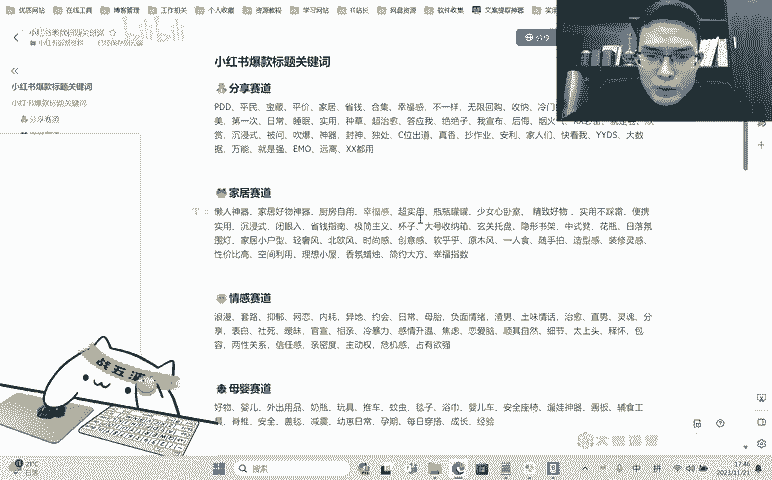 优质网站 在线工具 博客管理 工作相关 个人收藏 资源教程 学习网站 IT站长 网盘资源 软件收集 文案提取神器
小红书爆款标题关键词
小红书爆款标题关键词
小红书爆款标题关键词
分享赛道
分享赛道
PDD、平民、宝藏、平价、家居、省钱、合集、幸福感、不一样、无限回购、收纳、冷门
美、第一次、日常、睡眠、实用、种草、超治愈、答应我、绝绝子、我宣布、后悔、烟火
赏、沉浸式、被问、吹爆、神器、封神、独处、C位出道、真香、抄作业、安利、家人们、快看我、YYDS、大数
据、万能、就是强、EMO、远离、XX都用
家居赛道
懒人神器、家居好物神器、厨房自用、幸福感、超实用、瓶瓶罐罐、少女心卧室、精致好物、实用不踩雷、便携
实用、沉浸式、闭眼入、省钱指南、极简主义、杯子、大号收纳箱、玄关托盘、隐形书架、中式凳、花瓶、日落氛
围灯、家居小户型、轻奢风、北欧风、时尚感、创意感、软乎乎、原木风、一人食、随手拍、造型感、装修灵感、
性价比高、空间利用、理想小屋、香氛蜡烛、简约大方、幸福指数
情感赛道
浪漫、套路、抑郁、网恋、内耗、异地、约会、日常、母胎、负面情绪、渣男、土味情话、治愈、直男、灵魂、分
享、表白、社死、暧昧、官宣、相亲、冷暴力、感情升温、焦虑、恋爱脑、顺其自然、细节、太上头、释怀、包
容、两性关系、信任感、亲密度、主动权、危机感、占有欲强
母婴赛道
好物、婴儿、外出用品、奶瓶、玩具、推车、蚊虫、毯子、浴巾、婴儿车、安全座椅、遛娃神器、画板、辅食工
具、脊椎、安全、盖毯、减震、幼崽日常、孕期、每日穿搭、成长、经验
战五渣
21°C
搜索
中 拼
17:46
2023/11/21